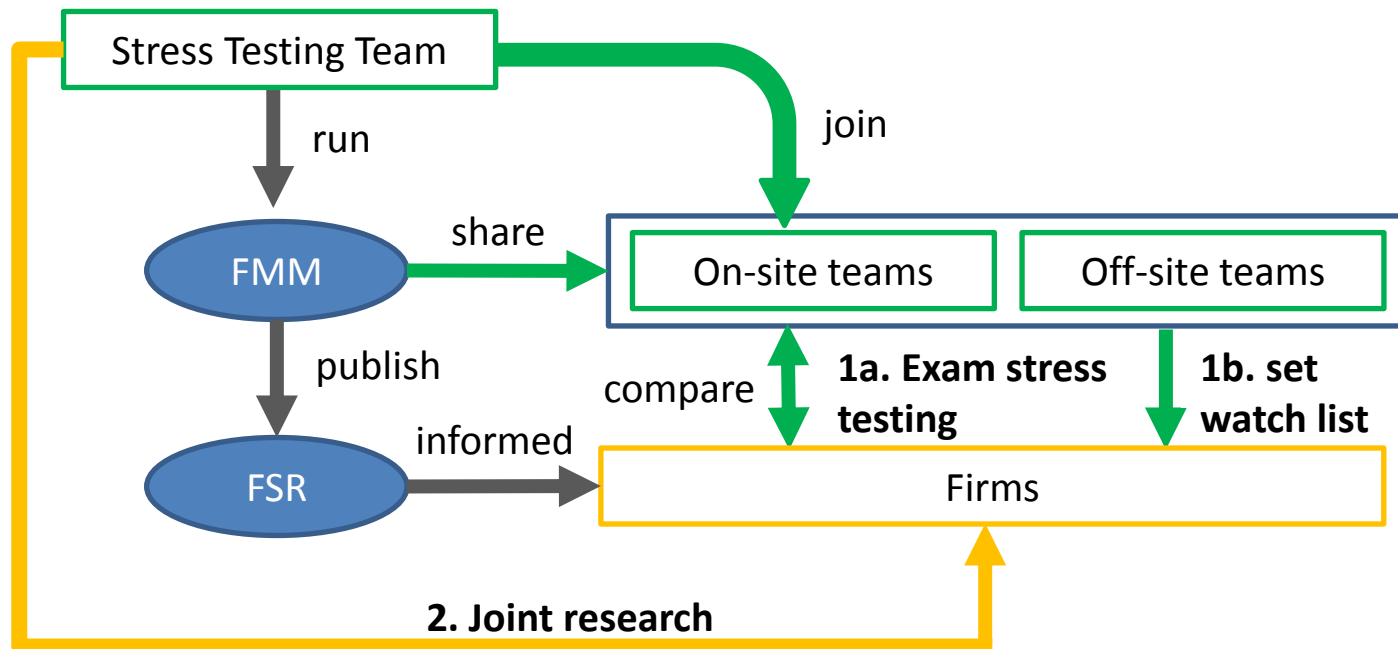 Stress Testing Team
run
join
share
FMM
On-site teams
Off-site teams
publish
compare
1a. Exam stress
testing
1b. set
watch list
informed
FSR
Firms
2. Joint research